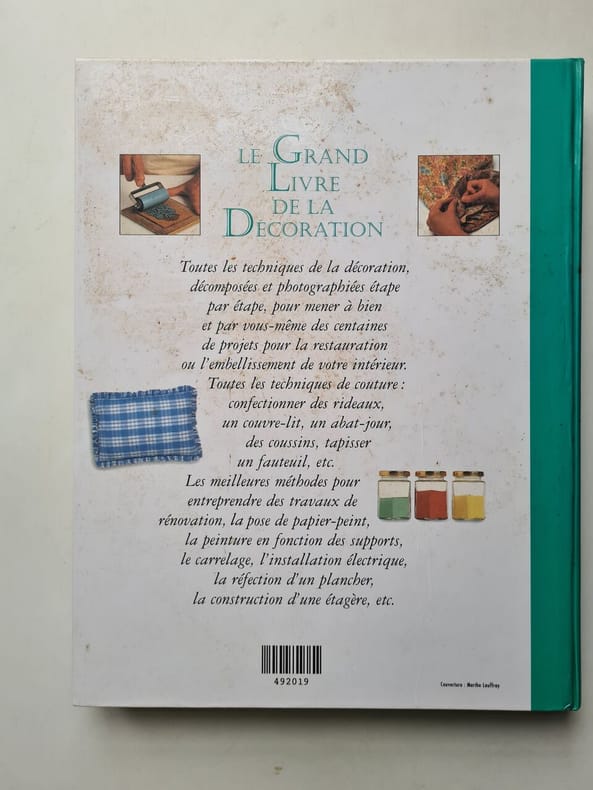 LE GRAND
LIVRE
DE LA
DÉCORATION
Toutes les techniques de la décoration,
décomposées et photographiées étape
par étape, pour mener à bien
et par vous-même des centaines
de projets pour la restauration
ou l'embellissement de votre intérieur.
Toutes les techniques de couture :
confectionner des rideaux,
un couvre-lit, un abat-jour,
des coussins, tapisser
un fauteuil, etc.
Les meilleures méthodes pour
entreprendre des travaux de
rénovation, la pose de papier-peint,
la peinture en fonction des supports,
le carrelage, l'installation électrique,
la réfection d'un plancher,
la construction d'une étagère, etc.
492019
Couverture : Marthe Lauffray